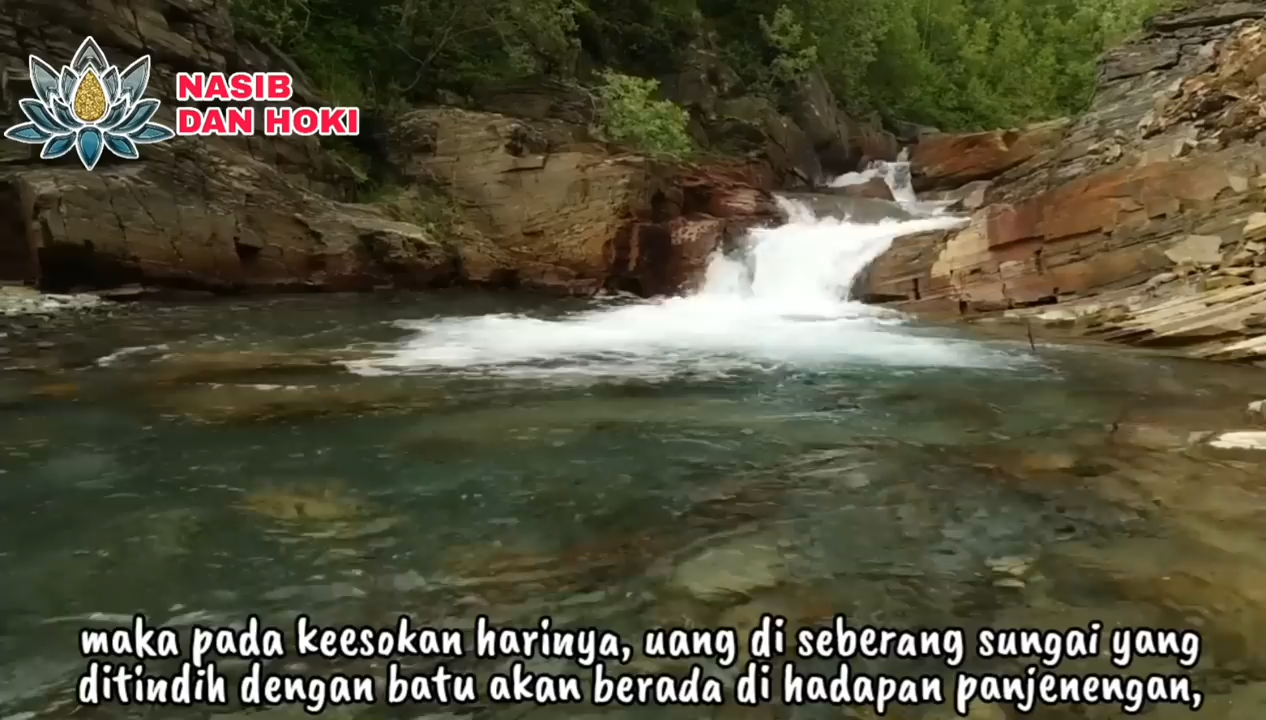 NASIB
DAN HOKI
maka pada keesokan harinya, uang di seberang sungai yang
ditindih dengan batu akan berada di hadapan panjenengan,